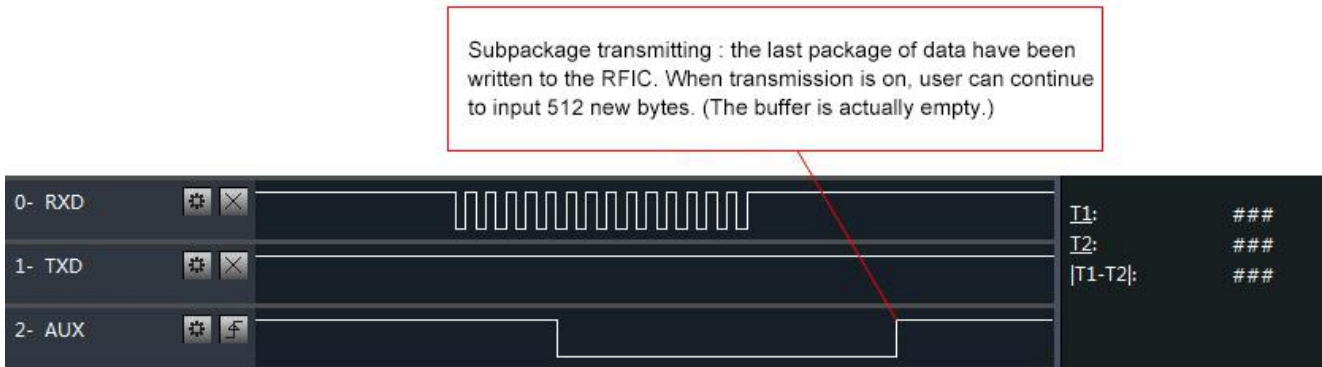 Subpackage transmitting : the last package of data have been
written to the RFIC. When transmission is on, user can continue
to input 512 new bytes. (The buffer is actually empty.)
0- RXD
1- TXD
2- AUX
T1: ###
T2: ###
|T1-T2|: ###